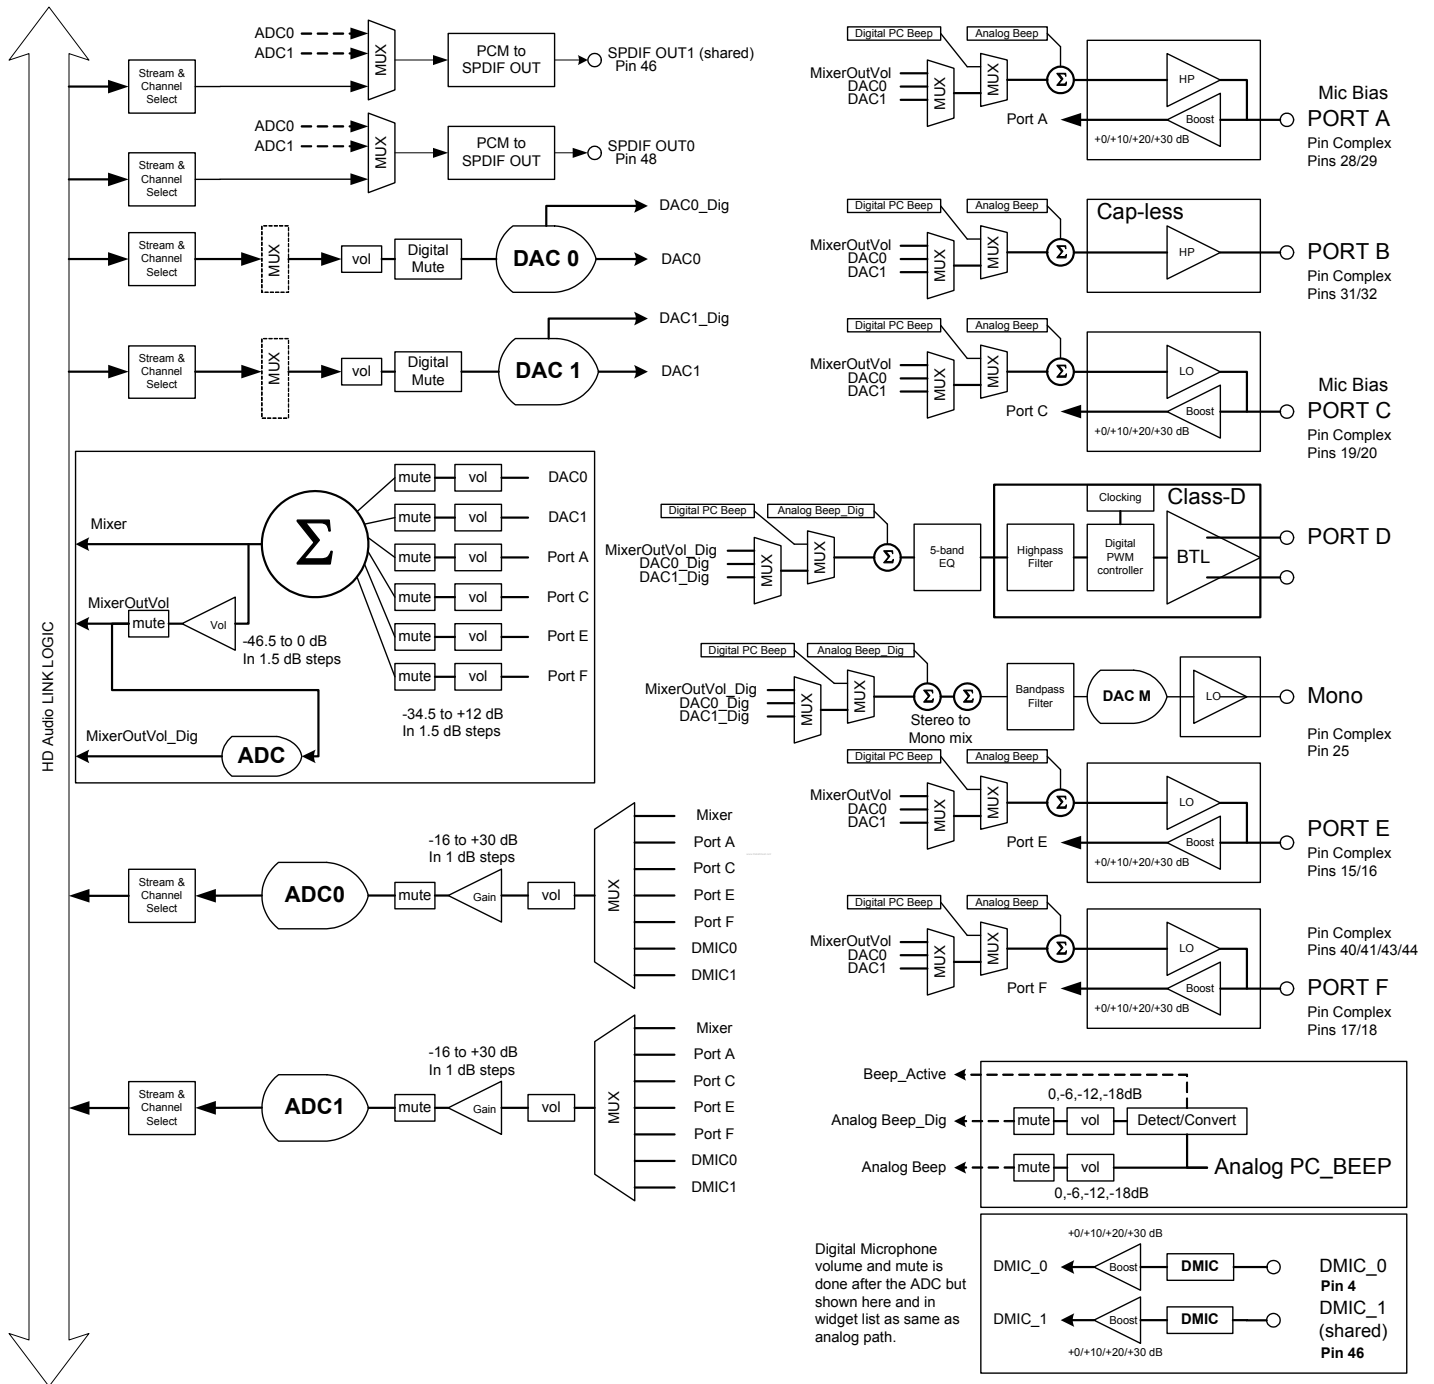 HD Audio LINK LOGIC
ADC0
ADC1
MUX
Stream &
Channel
Select
PCM to
SPDIF OUT
SPDIF OUT1 (shared)
Pin 46
ADC0
ADC1
MUX
Stream &
Channel
Select
PCM to
SPDIF OUT
SPDIF OUT0
Pin 48
Stream &
Channel
Select
MUX
vol
Digital
Mute
DAC 0
DAC0_Dig
DAC0
Stream &
Channel
Select
MUX
vol
Digital
Mute
DAC 1
DAC1_Dig
DAC1
Mixer
Σ
mute vol DAC0
mute vol DAC1
mute vol Port A
mute vol Port C
mute vol Port E
mute vol Port F
MixerOutVol
mute
Vol
-46.5 to 0 dB
In 1.5 dB steps
-34.5 to +12 dB
In 1.5 dB steps
MixerOutVol_Dig
ADC
Stream &
Channel
Select
ADC0
-16 to +30 dB
In 1 dB steps
mute
Gain
vol
MUX
Mixer
Port A
Port C
Port E
Port F
DMIC0
DMIC1
Stream &
Channel
Select
ADC1
-16 to +30 dB
In 1 dB steps
mute
Gain
vol
MUX
Mixer
Port A
Port C
Port E
Port F
DMIC0
DMIC1
Digital PC Beep
Analog Beep
MixerOutVol
DAC0
DAC1
MUX
MUX
Σ
HP
Port A
Boost
+0/+10/+20/+30 dB
Mic Bias
PORT A
Pin Complex
Pins 28/29
Digital PC Beep
Analog Beep
MixerOutVol
DAC0
DAC1
MUX
MUX
Σ
Cap-less
HP
PORT B
Pin Complex
Pins 31/32
Digital PC Beep
Analog Beep
MixerOutVol
DAC0
DAC1
MUX
MUX
Σ
LO
Port C
Boost
+0/+10/+20/+30 dB
Mic Bias
PORT C
Pin Complex
Pins 19/20
Digital PC Beep
Analog Beep_Dig
MixerOutVol_Dig
DAC0_Dig
DAC1_Dig
MUX
MUX
Σ
5-band
EQ
Highpass
Filter
Clocking
Digital
PWM
controller
Class-D
BTL
PORT D
Digital PC Beep
Analog Beep_Dig
MixerOutVol_Dig
DAC0_Dig
DAC1_Dig
MUX
MUX
Σ
Σ
Stereo to
Mono mix
Bandpass
Filter
DAC M
LO
Mono
Pin Complex
Pin 25
Digital PC Beep
Analog Beep
MixerOutVol
DAC0
DAC1
MUX
MUX
Σ
LO
Port E
Boost
+0/+10/+20/+30 dB
PORT E
Pin Complex
Pins 15/16
Digital PC Beep
Analog Beep
MixerOutVol
DAC0
DAC1
MUX
MUX
Σ
LO
Port F
Boost
+0/+10/+20/+30 dB
Pin Complex
Pins 40/41/43/44
PORT F
Pin Complex
Pins 17/18
Beep_Active
0,-6,-12,-18dB
Analog Beep_Dig
mute
vol
Detect/Convert
Analog Beep
mute
vol
Analog PC_BEEP
0,-6,-12,-18dB
Digital Microphone
volume and mute is
done after the ADC but
shown here and in
widget list as same as
analog path.
+0/+10/+20/+30 dB
DMIC_0
Boost
DMIC
DMIC_0
Pin 4
DMIC_1
Boost
DMIC
DMIC_1
(shared)
Pin 46
+0/+10/+20/+30 dB